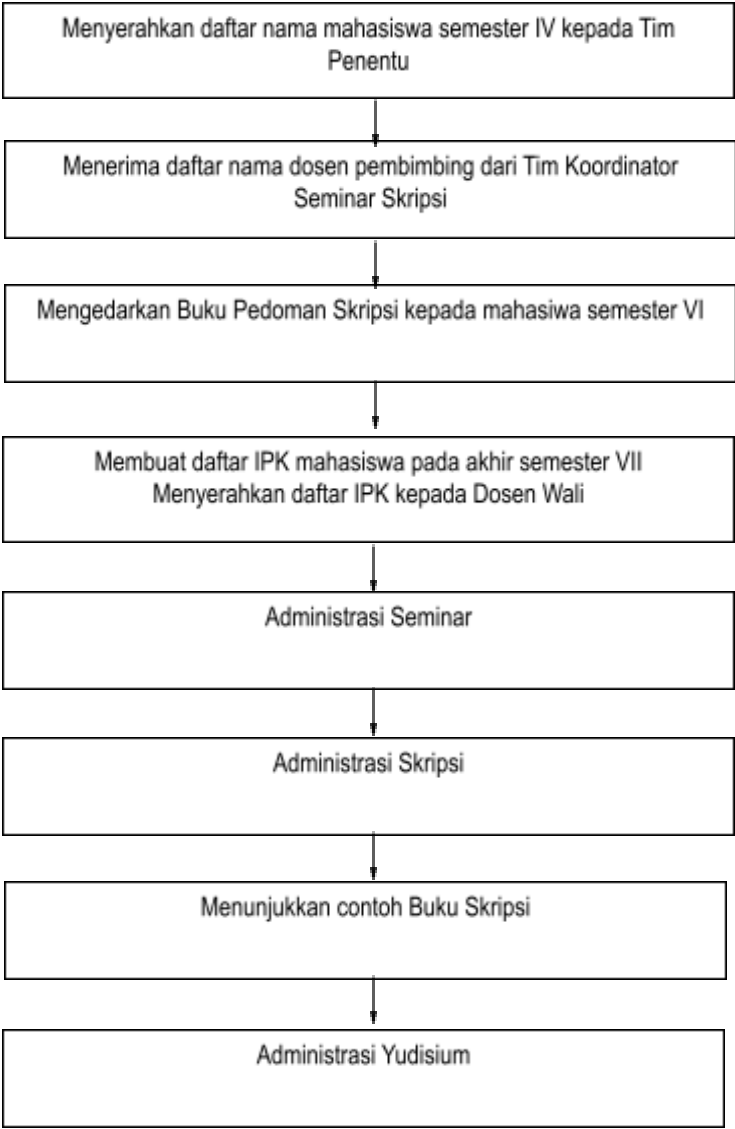 Menyerahkan daftar nama mahasiswa semester IV kepada Tim
Penentu
Menerima daftar nama dosen pembimbing dari Tim Koordinator
Seminar Skripsi
Mengedarkan Buku Pedoman Skripsi kepada mahasiwa semester VI
Membuat daftar IPK mahasiswa pada akhir semester VII
Menyerahkan daftar IPK kepada Dosen Wali
Administrasi Seminar
Administrasi Skripsi
Menunjukkan contoh Buku Skripsi
Administrasi Yudisium